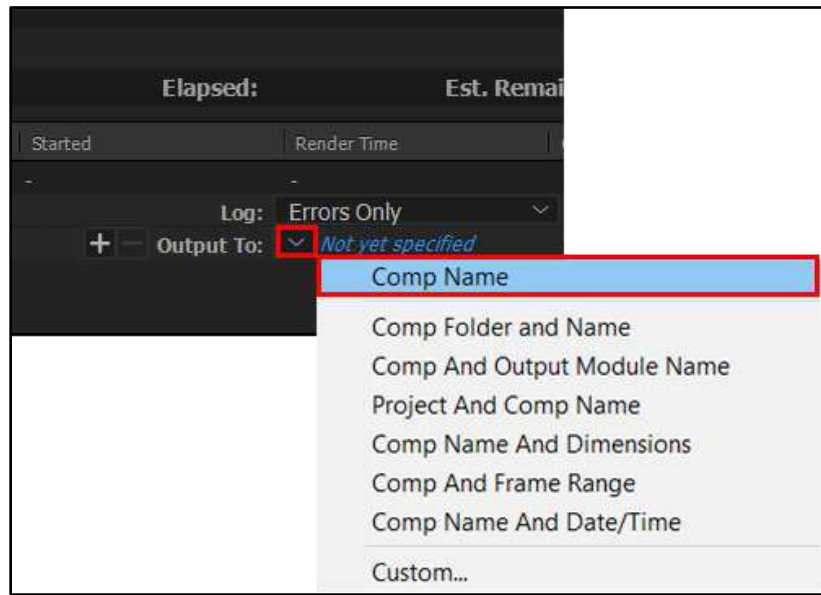 Elapsed: Est. Remai
Started Render Time
- -
Log: Errors Only
+ - Output To: Not yet specified
Comp Name
Comp Folder and Name
Comp And Output Module Name
Project And Comp Name
Comp Name And Dimensions
Comp And Frame Range
Comp Name And Date/Time
Custom...